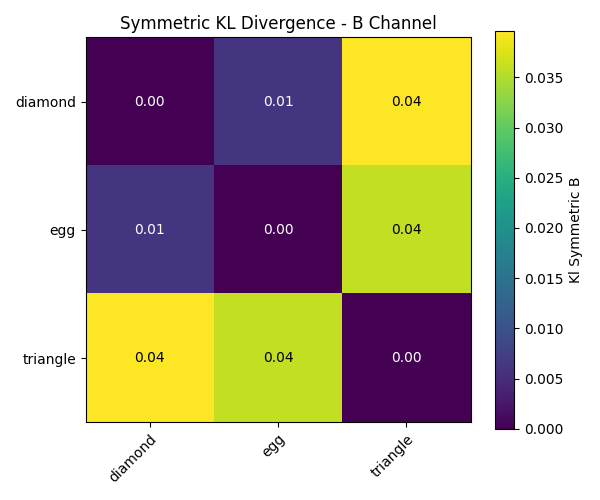 Symmetric KL Divergence - B Channel
diamond
0.00
0.01
0.04
egg
0.01
0.00
0.04
triangle
0.04
0.04
0.00
diamond
egg
triangle
0.035
0.030
0.025
0.020
0.015
0.010
0.005
0.000
Kl Symmetric B